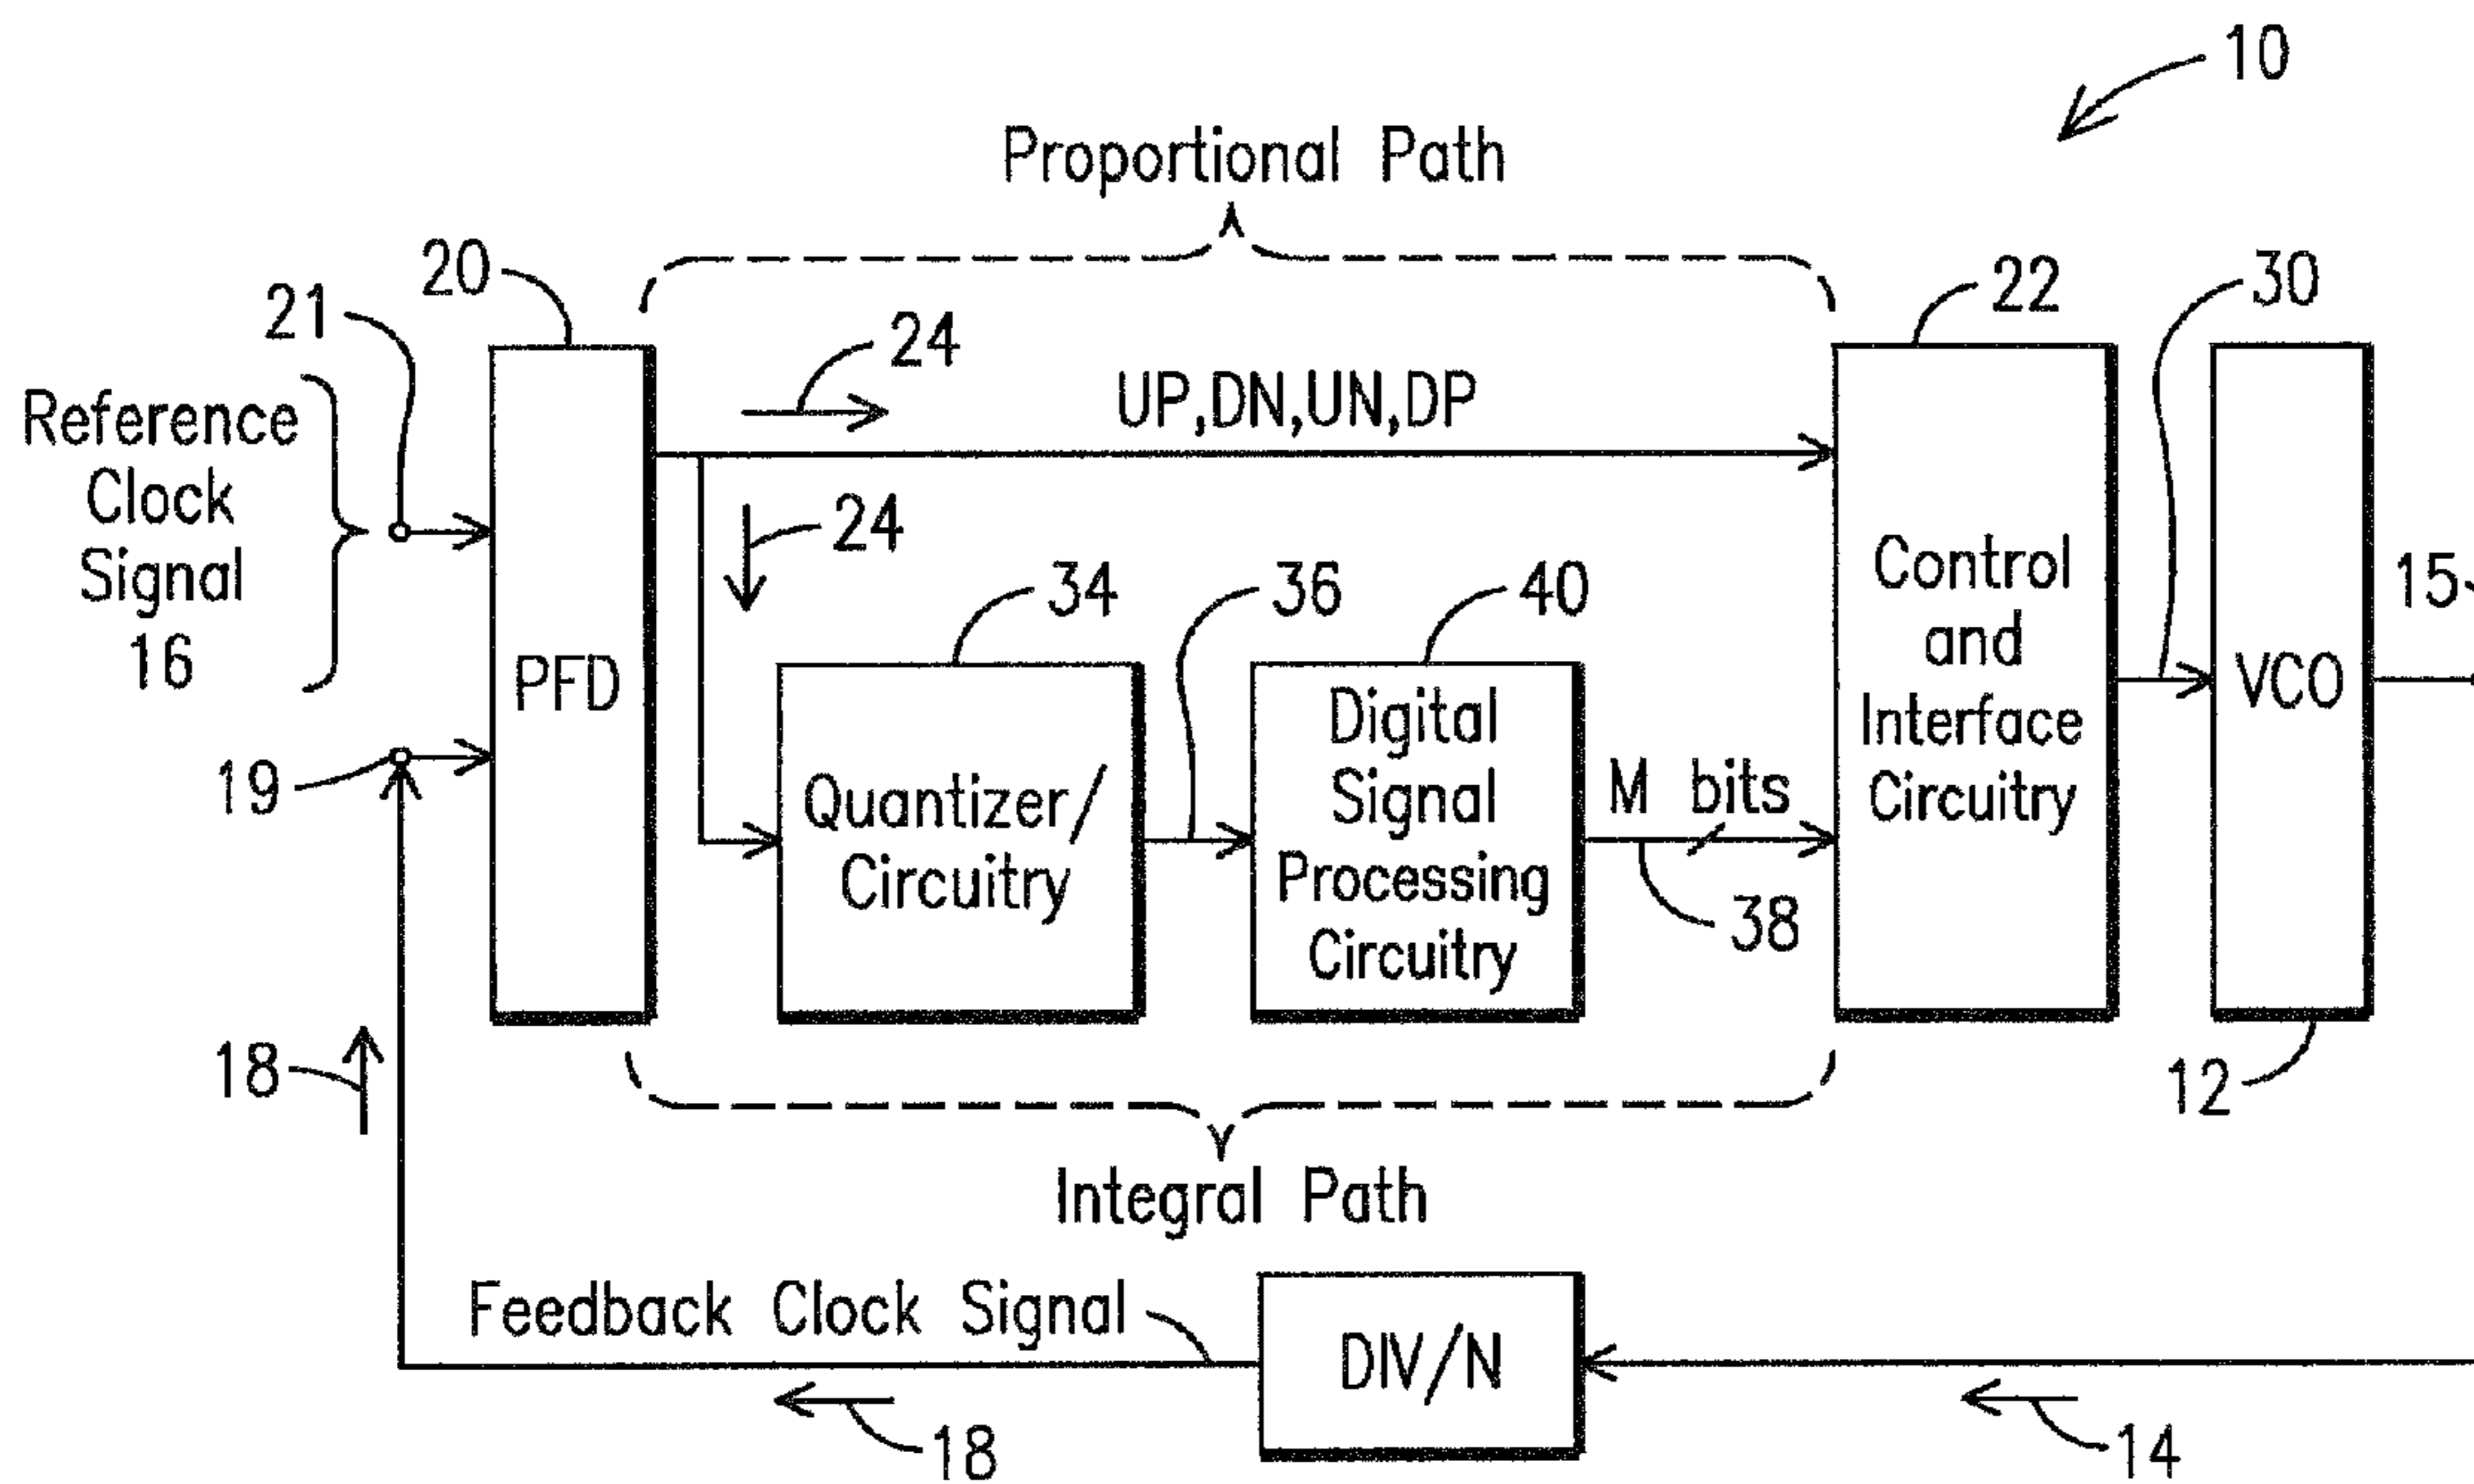 10
Proportional Path
20
22
30
21
24
UP,DN,UN,DP
Reference
Clock
Signal
16
24
34
36
40
15
PFD
Quantizer/
Circuitry
Digital
Signal
Processing
Circuitry
M bits
38
Control
and
Interface
Circuitry
VCO
19
18
12
Integral Path
Feedback Clock Signal
DIV/N
18
14